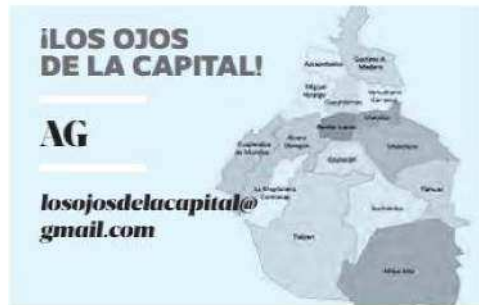 ¡LOS OJOS
DE LA CAPITAL!
AG
losojosdelacapital@
gmail.com
Azcapotzalco
Gustavo A.
Madero
Miguel
Hidalgo
Cuauhtémoc
Venustiano
Carranza
Benito Juárez
Iztacalco
Cuajimalpa
de Morelos
Álvaro
Obregón
Iztapalapa
Coyoacán
La Magdalena
Contreras
Tláhuac
Xochimilco
Tlalpan
Milpa Alta